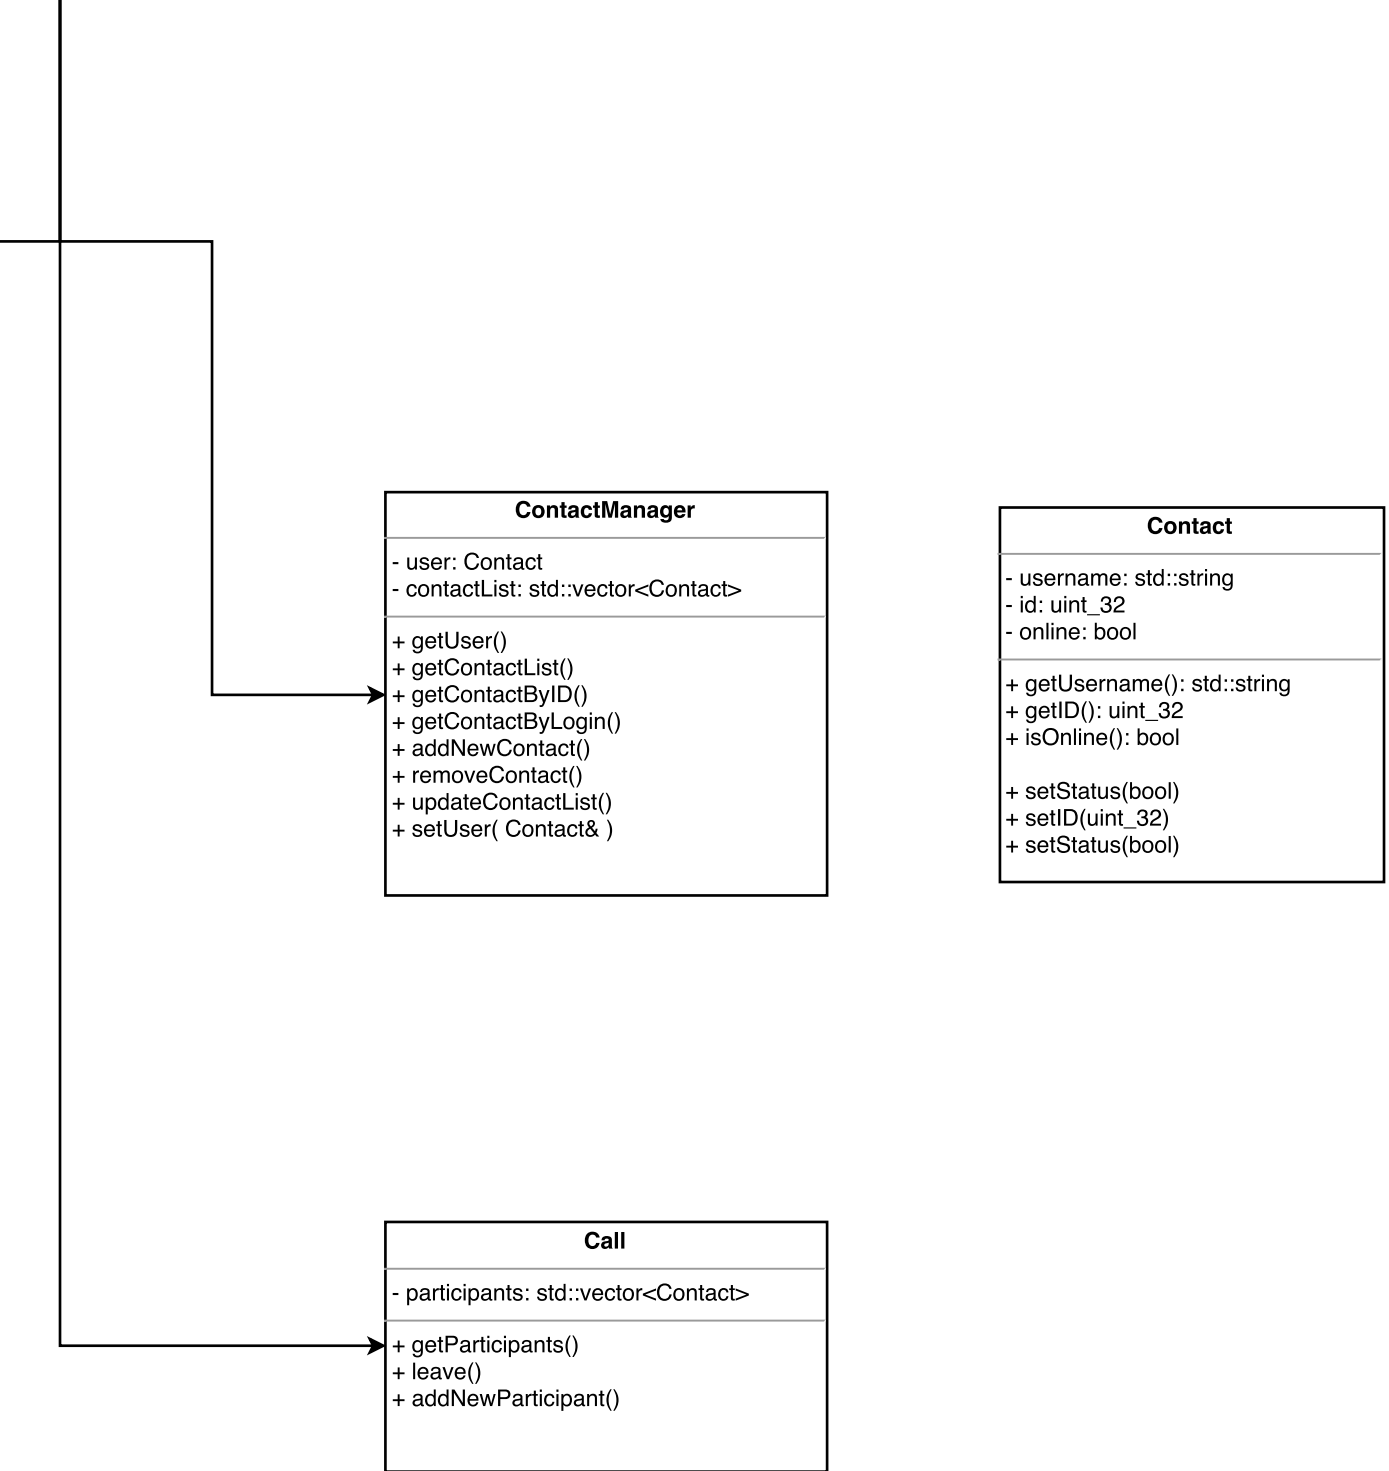 ContactManager
- user: Contact
- contactList: std::vector<Contact>
+ getUser()
+ getContactList()
+ getContactByID()
+ getContactByLogin()
+ addNewContact()
+ removeContact()
+ updateContactList()
+ setUser( Contact& )
Contact
- username: std::string
- id: uint_32
- online: bool
+ getUsername(): std::string
+ getID(): uint_32
+ isOnline(): bool
+ setStatus(bool)
+ setID(uint_32)
+ setStatus(bool)
Call
- participants: std::vector<Contact>
+ getParticipants()
+ leave()
+ addNewParticipant()